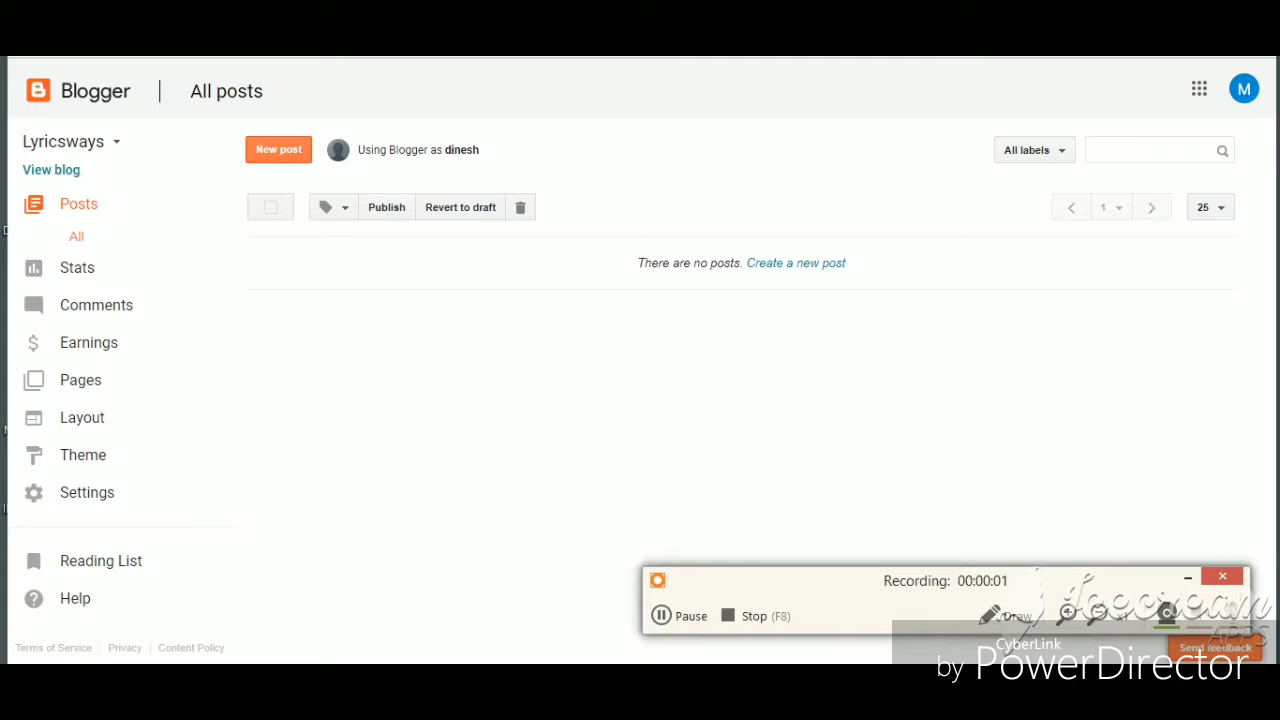 Blogger | All posts
M
Lyricsways
View blog
New post
Using Blogger as dinesh
All labels
Posts
All
Publish
Revert to draft
1
25
There are no posts. Create a new post
Stats
Comments
Earnings
Pages
Layout
Theme
Settings
Reading List
Help
Recording: 00:00:01
Pause
Stop (F8)
Draw
Icecream
APPS
Terms of Service
Privacy
Content Policy
Send feedback
CyberLink
by PowerDirector